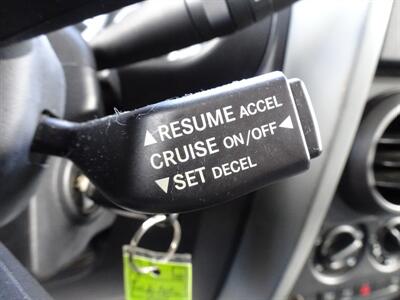 RESUME ACCEL
CRUISE ON/OFF
SET DECEL